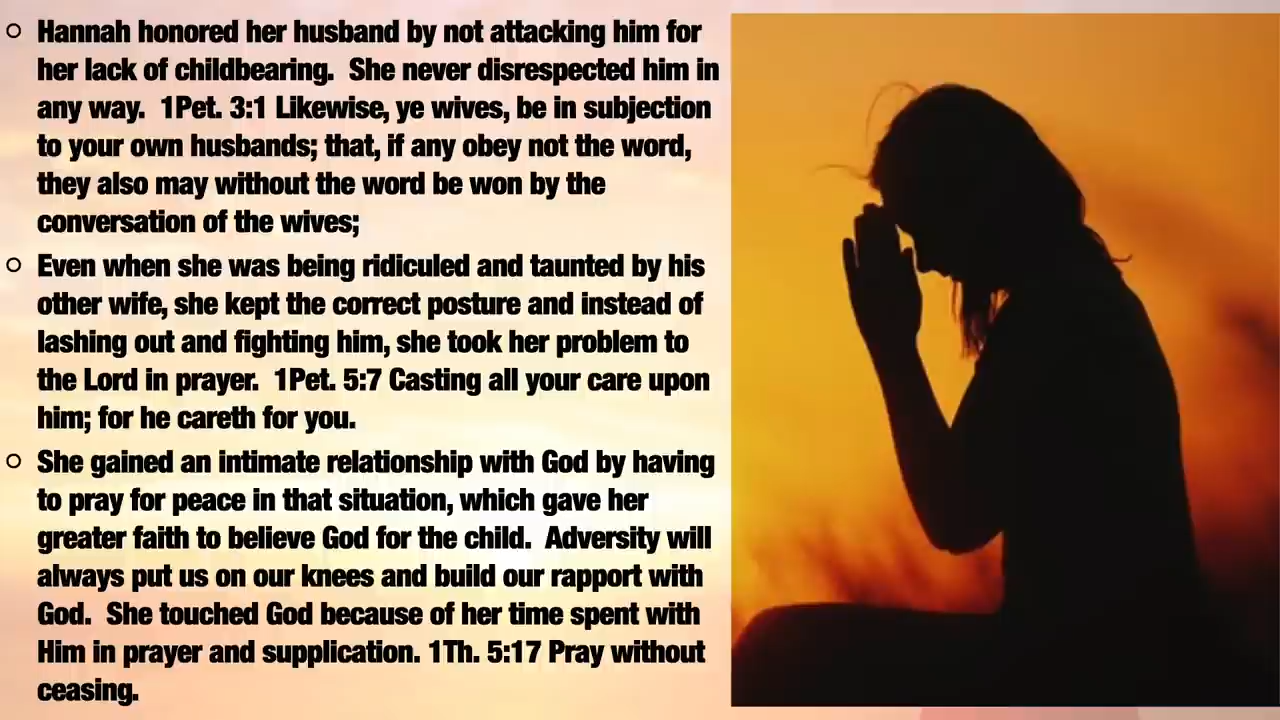 Hannah honored her husband by not attacking him for
her lack of childbearing.  She never disrespected him in
any way.  1Pet. 3:1 Likewise, ye wives, be in subjection
to your own husbands; that, if any obey not the word,
they also may without the word be won by the
conversation of the wives;
Even when she was being ridiculed and taunted by his
other wife, she kept the correct posture and instead of
lashing out and fighting him, she took her problem to
the Lord in prayer.  1Pet. 5:7 Casting all your care upon
him; for he careth for you.
She gained an intimate relationship with God by having
to pray for peace in that situation, which gave her
greater faith to believe God for the child.  Adversity will
always put us on our knees and build our rapport with
God.  She touched God because of her time spent with
Him in prayer and supplication. 1Th. 5:17 Pray without
ceasing.